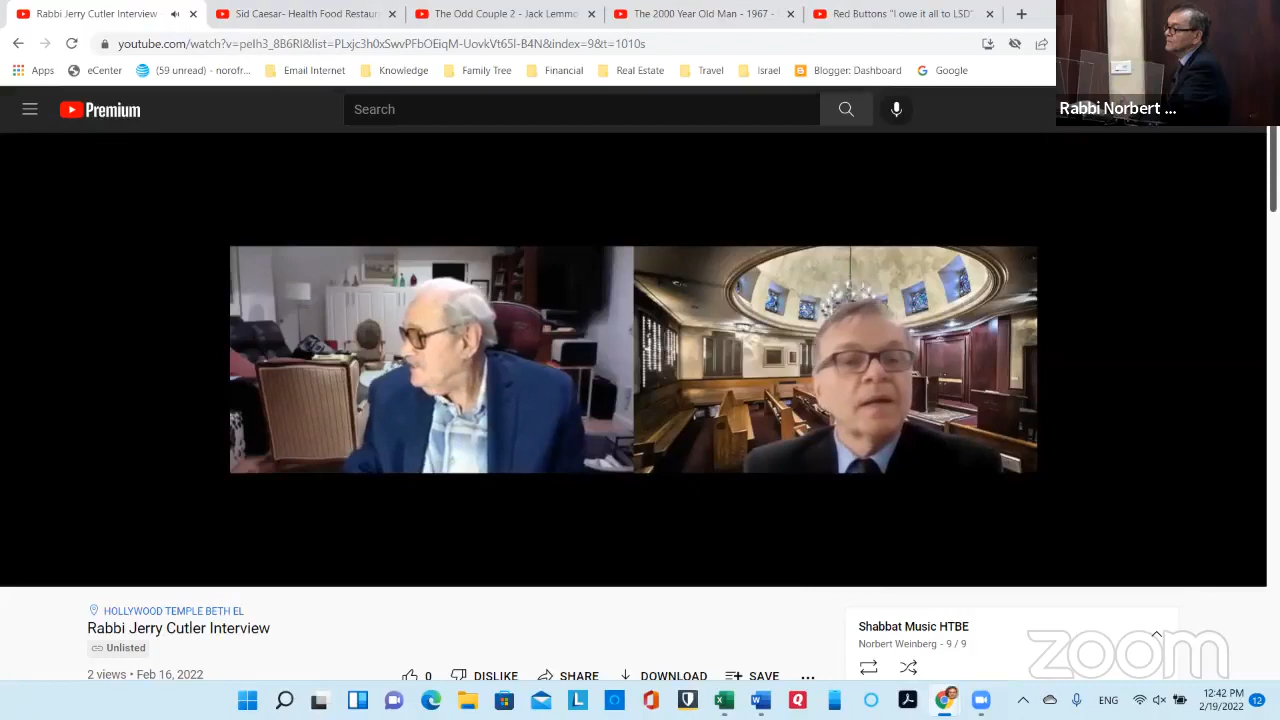 Rabbi Jerry Cutler Interview
Sid Caesar- Health Food Restaur
The Odd Couple 2 - Jack Lemmo
The 2000 Year Old Man - 1967 -
Red Buttons "I owe it all to LSD"
youtube.com/watch?v=peIh3_8B6RI&list=PLxjc3h0xSwvPFbOEiqM-LbvkVt65I-B4N&index=9&t=1010s
Apps
eCenter
(59 unread) - norofr...
Email Internet
Knowledge
Family Tree
Financial
Real Estate
Travel
Israel
Blogger Dashboard
Google
Rabbi Norbert ...
Premium
Search
HOLLYWOOD TEMPLE BETH EL
Rabbi Jerry Cutler Interview
Unlisted
2 views • Feb 16, 2022
0
DISLIKE
SHARE
DOWNLOAD
SAVE
Shabbat Music HTBE
Norbert Weinberg - 9 / 9
zoom
ENG
12:42 PM
2/19/2022
12